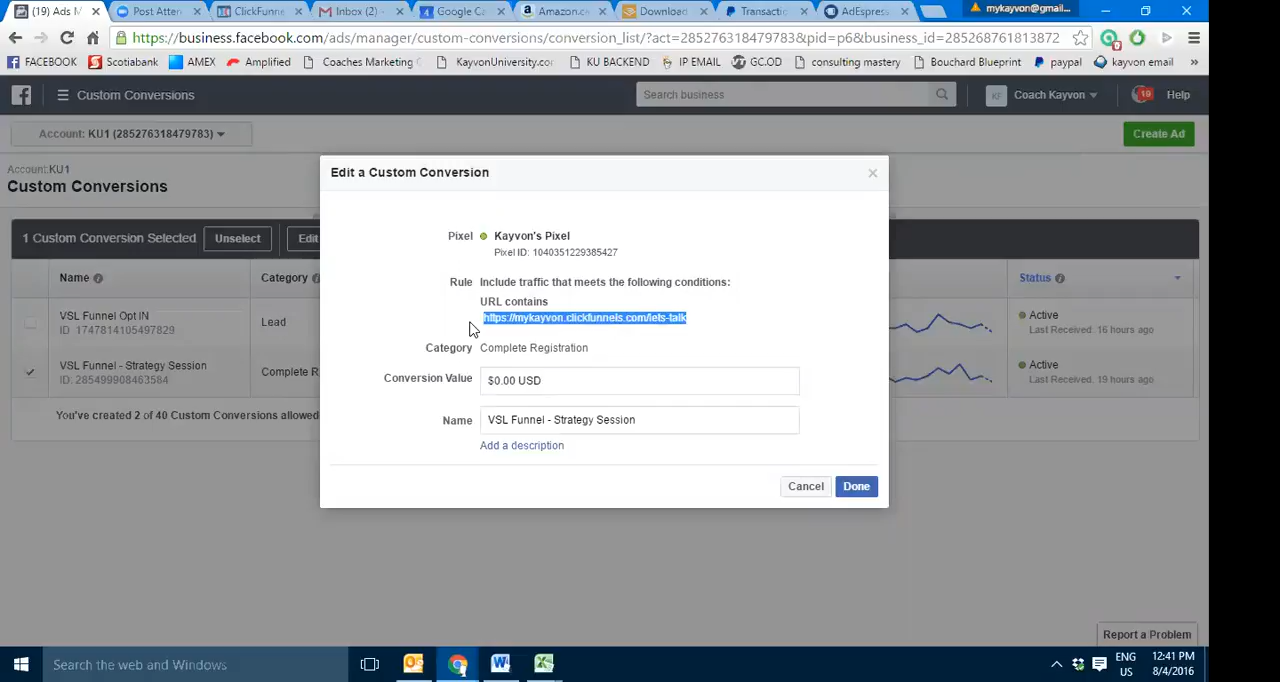 (19) Ads M
Post Atten
ClickFunne
Inbox (2) -
Google Ca
Amazon.c
Download
Transactio
AdEspress
mykayvon@gmail...
https://business.facebook.com/ads/manager/custom-conversions/conversion_list/?act=285276318479783&pid=p6&business_id=285268761813872
FACEBOOK
Scotiabank
AMEX
Amplified
Coaches Marketing
KayvonUniversity.co
KU BACKEND
IP EMAIL
GC.OD
consulting mastery
Bouchard Blueprint
paypal
kayvon email
»
Custom Conversions
Search business
KF
Coach Kayvon
19
Help
Account: KU1 (285276318479783)
Create Ad
Account:KU1
Custom Conversions
1 Custom Conversion Selected
Unselect
Edit
Name
Category
Status
VSL Funnel Opt IN
ID 1747814105497829
Lead
Active
Last Received. 16 hours ago
VSL Funnel - Strategy Session
ID: 285499908463584
Complete R
Active
Last Received. 19 hours ago
You've created 2 of 40 Custom Conversions allowed
Edit a Custom Conversion
Pixel
Kayvon's Pixel
Pixel ID: 1040351229385427
Rule
Include traffic that meets the following conditions:
URL contains
https://mykayvon.clickfunnels.com/lets-talk
Category
Complete Registration
Conversion Value
$0.00 USD
Name
VSL Funnel - Strategy Session
Add a description
Cancel
Done
Report a Problem
Search the web and Windows
ENG
US
12:41 PM
8/4/2016